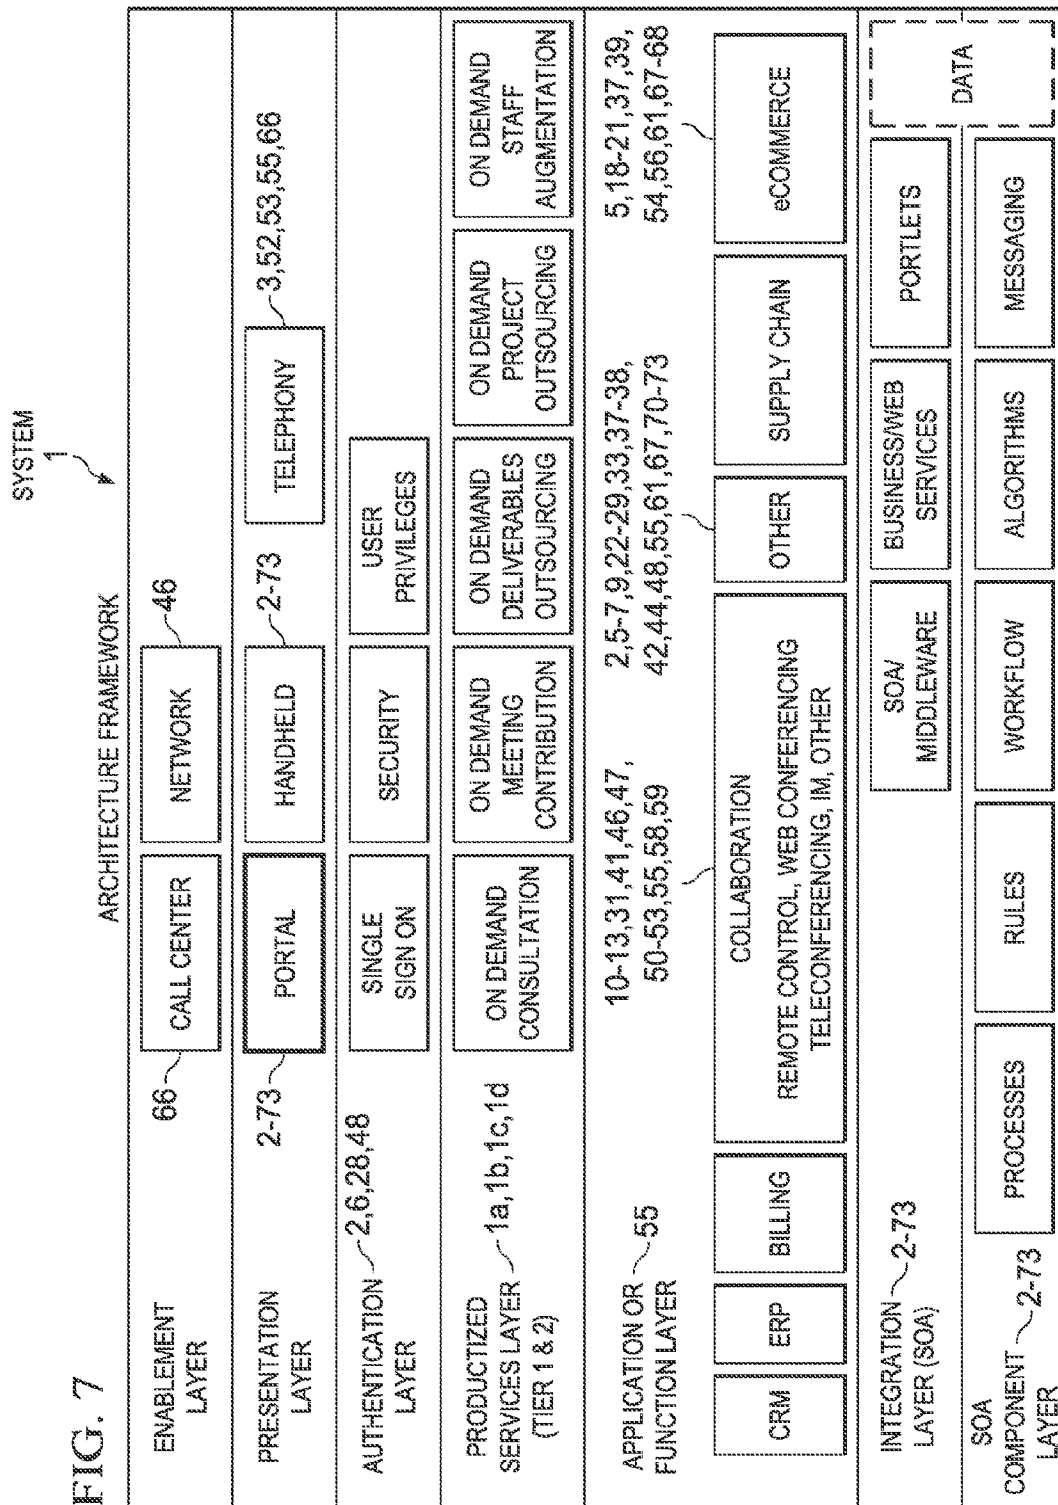 FIG. 7
SYSTEM
1
ARCHITECTURE FRAMEWORK
ENABLEMENT
LAYER
66
CALL CENTER
NETWORK
46
PRESENTATION
LAYER
2-73
PORTAL
HANDHELD
2-73
TELEPHONY
3,52,53,55,66
AUTHENTICATION
LAYER
2,6,28,48
SINGLE
SIGN ON
SECURITY
USER
PRIVILEGES
PRODUCTIZED
SERVICES LAYER
(TIER 1 & 2)
1a,1b,1c,1d
ON DEMAND
CONSULTATION
ON DEMAND
MEETING
CONTRIBUTION
ON DEMAND
DELIVERABLES
OUTSOURCING
ON DEMAND
PROJECT
OUTSOURCING
ON DEMAND
STAFF
AUGMENTATION
APPLICATION OR
FUNCTION LAYER
55
10-13,31,41,46,47,
50-53,55,58,59
2,5-7,9,22-29,33,37-38,
42,44,48,55,61,67,70-73
5,18-21,37,39,
54,56,61,67-68
CRM
ERP
BILLING
COLLABORATION
REMOTE CONTROL, WEB CONFERENCING
TELECONFERENCING, IM, OTHER
OTHER
SUPPLY CHAIN
eCOMMERCE
INTEGRATION
LAYER (SOA)
2-73
SOA/
MIDDLEWARE
BUSINESS/WEB
SERVICES
PORTLETS
DATA
SOA
COMPONENT
LAYER
2-73
PROCESSES
RULES
WORKFLOW
ALGORITHMS
MESSAGING